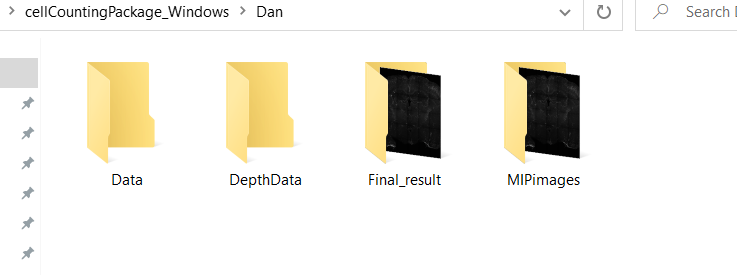 cellCountingPackage_Windows > Dan
Search D
Data
DepthData
Final_result
MIPimages